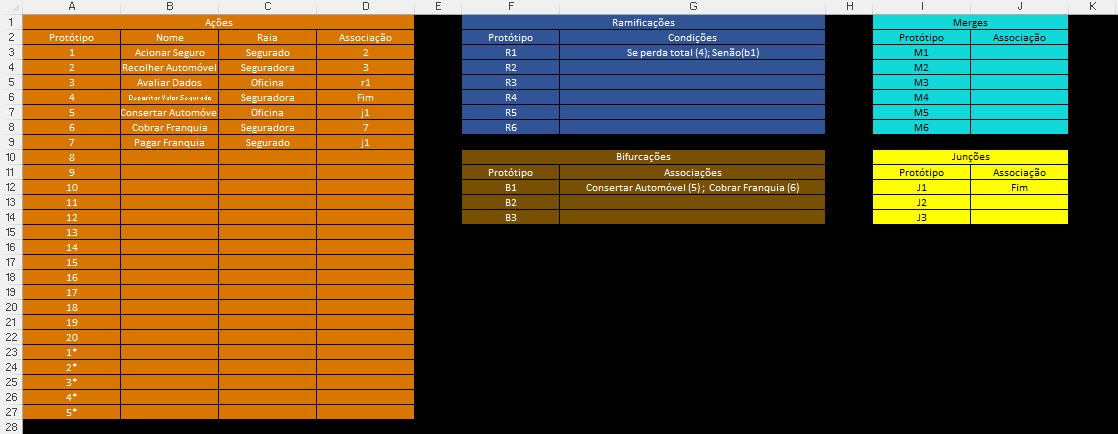 A B C D E F G H I J K
1 Ações Ramificações Merges
2 Protótipo Nome Raia Associação Protótipo Condições Protótipo Associação
3 1 Acionar Seguro Segurado 2 R1 Se perda total (4); Senão(b1) M1
4 2 Recolher Automóvel Seguradora 3 R2 M2
5 3 Avaliar Dados Oficina r1 R3 M3
6 4 Depositar Valor Segurado Seguradora Fim R4 M4
7 5 Consertar Automóve Oficina j1 R5 M5
8 6 Cobrar Franquia Seguradora 7 R6 M6
9 7 Pagar Franquia Segurado j1
10 8 Bifurcações Junções
11 9 Protótipo Associações Protótipo Associação
12 10 B1 Consertar Automóvel (5) ; Cobrar Franquia (6) J1 Fim
13 11 B2 J2
14 12 B3 J3
15 13
16 14
17 15
18 16
19 17
20 18
21 19
22 20
23 1*
24 2*
25 3*
26 4*
27 5*
28